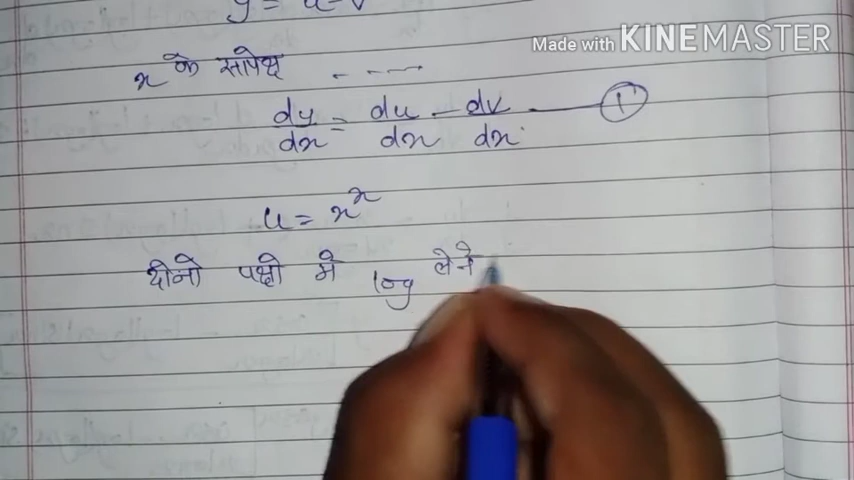 y = u - v
Made with KINEMASTER
x के सापेक्ष - - - -
dy/dx = du/dx - dv/dx — (1)
u = x^x
दोनो पक्षो मे log लेने